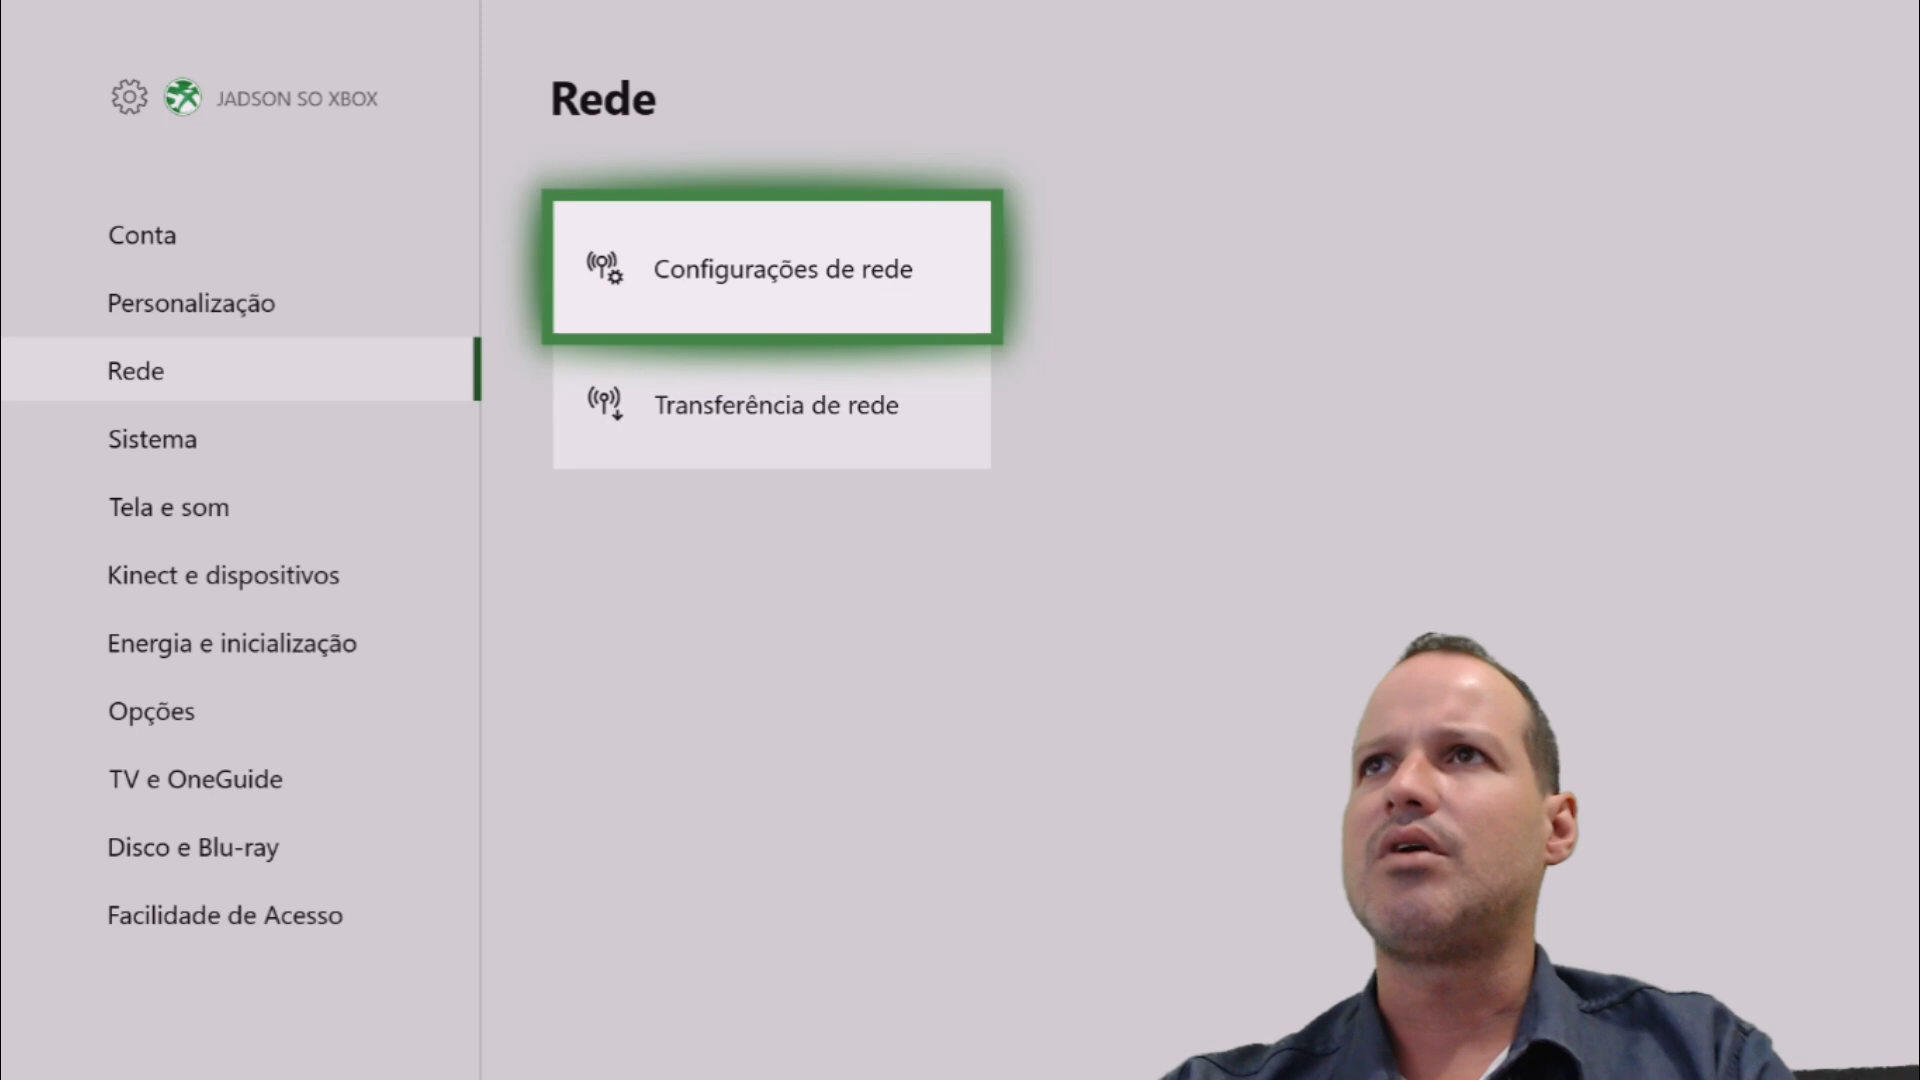 JADSON SO XBOX
Conta
Personalização
Rede
Sistema
Tela e som
Kinect e dispositivos
Energia e inicialização
Opções
TV e OneGuide
Disco e Blu-ray
Facilidade de Acesso
Rede
Configurações de rede
Transferência de rede